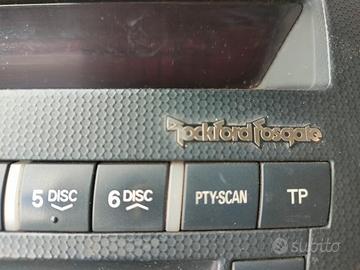 Rockford Fosgate
5 DISC 6 DISC PTY-SCAN TP
subito